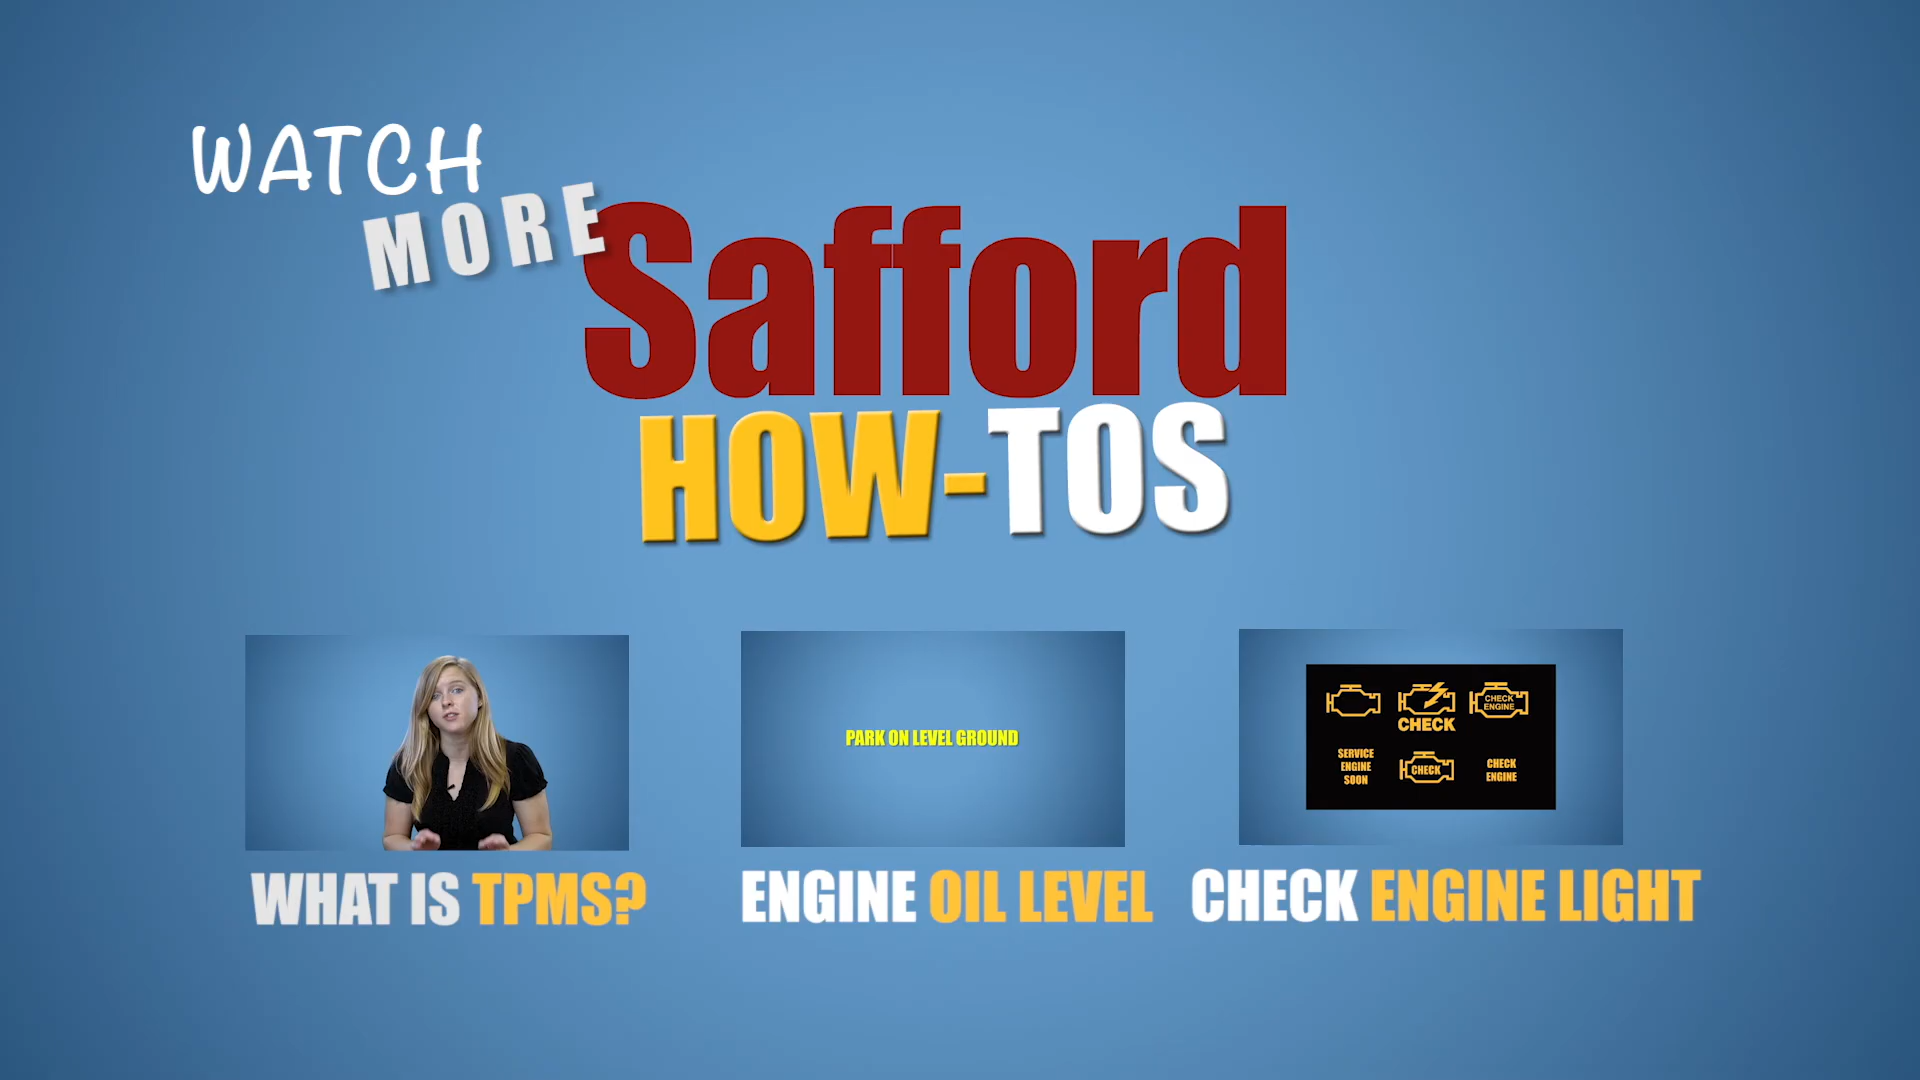 WATCH
MORE
Safford
HOW-TOS
PARK ON LEVEL GROUND
CHECK
CHECK
ENGINE
SERVICE
ENGINE
SOON
CHECK
CHECK
ENGINE
WHAT IS TPMS?
ENGINE OIL LEVEL
CHECK ENGINE LIGHT